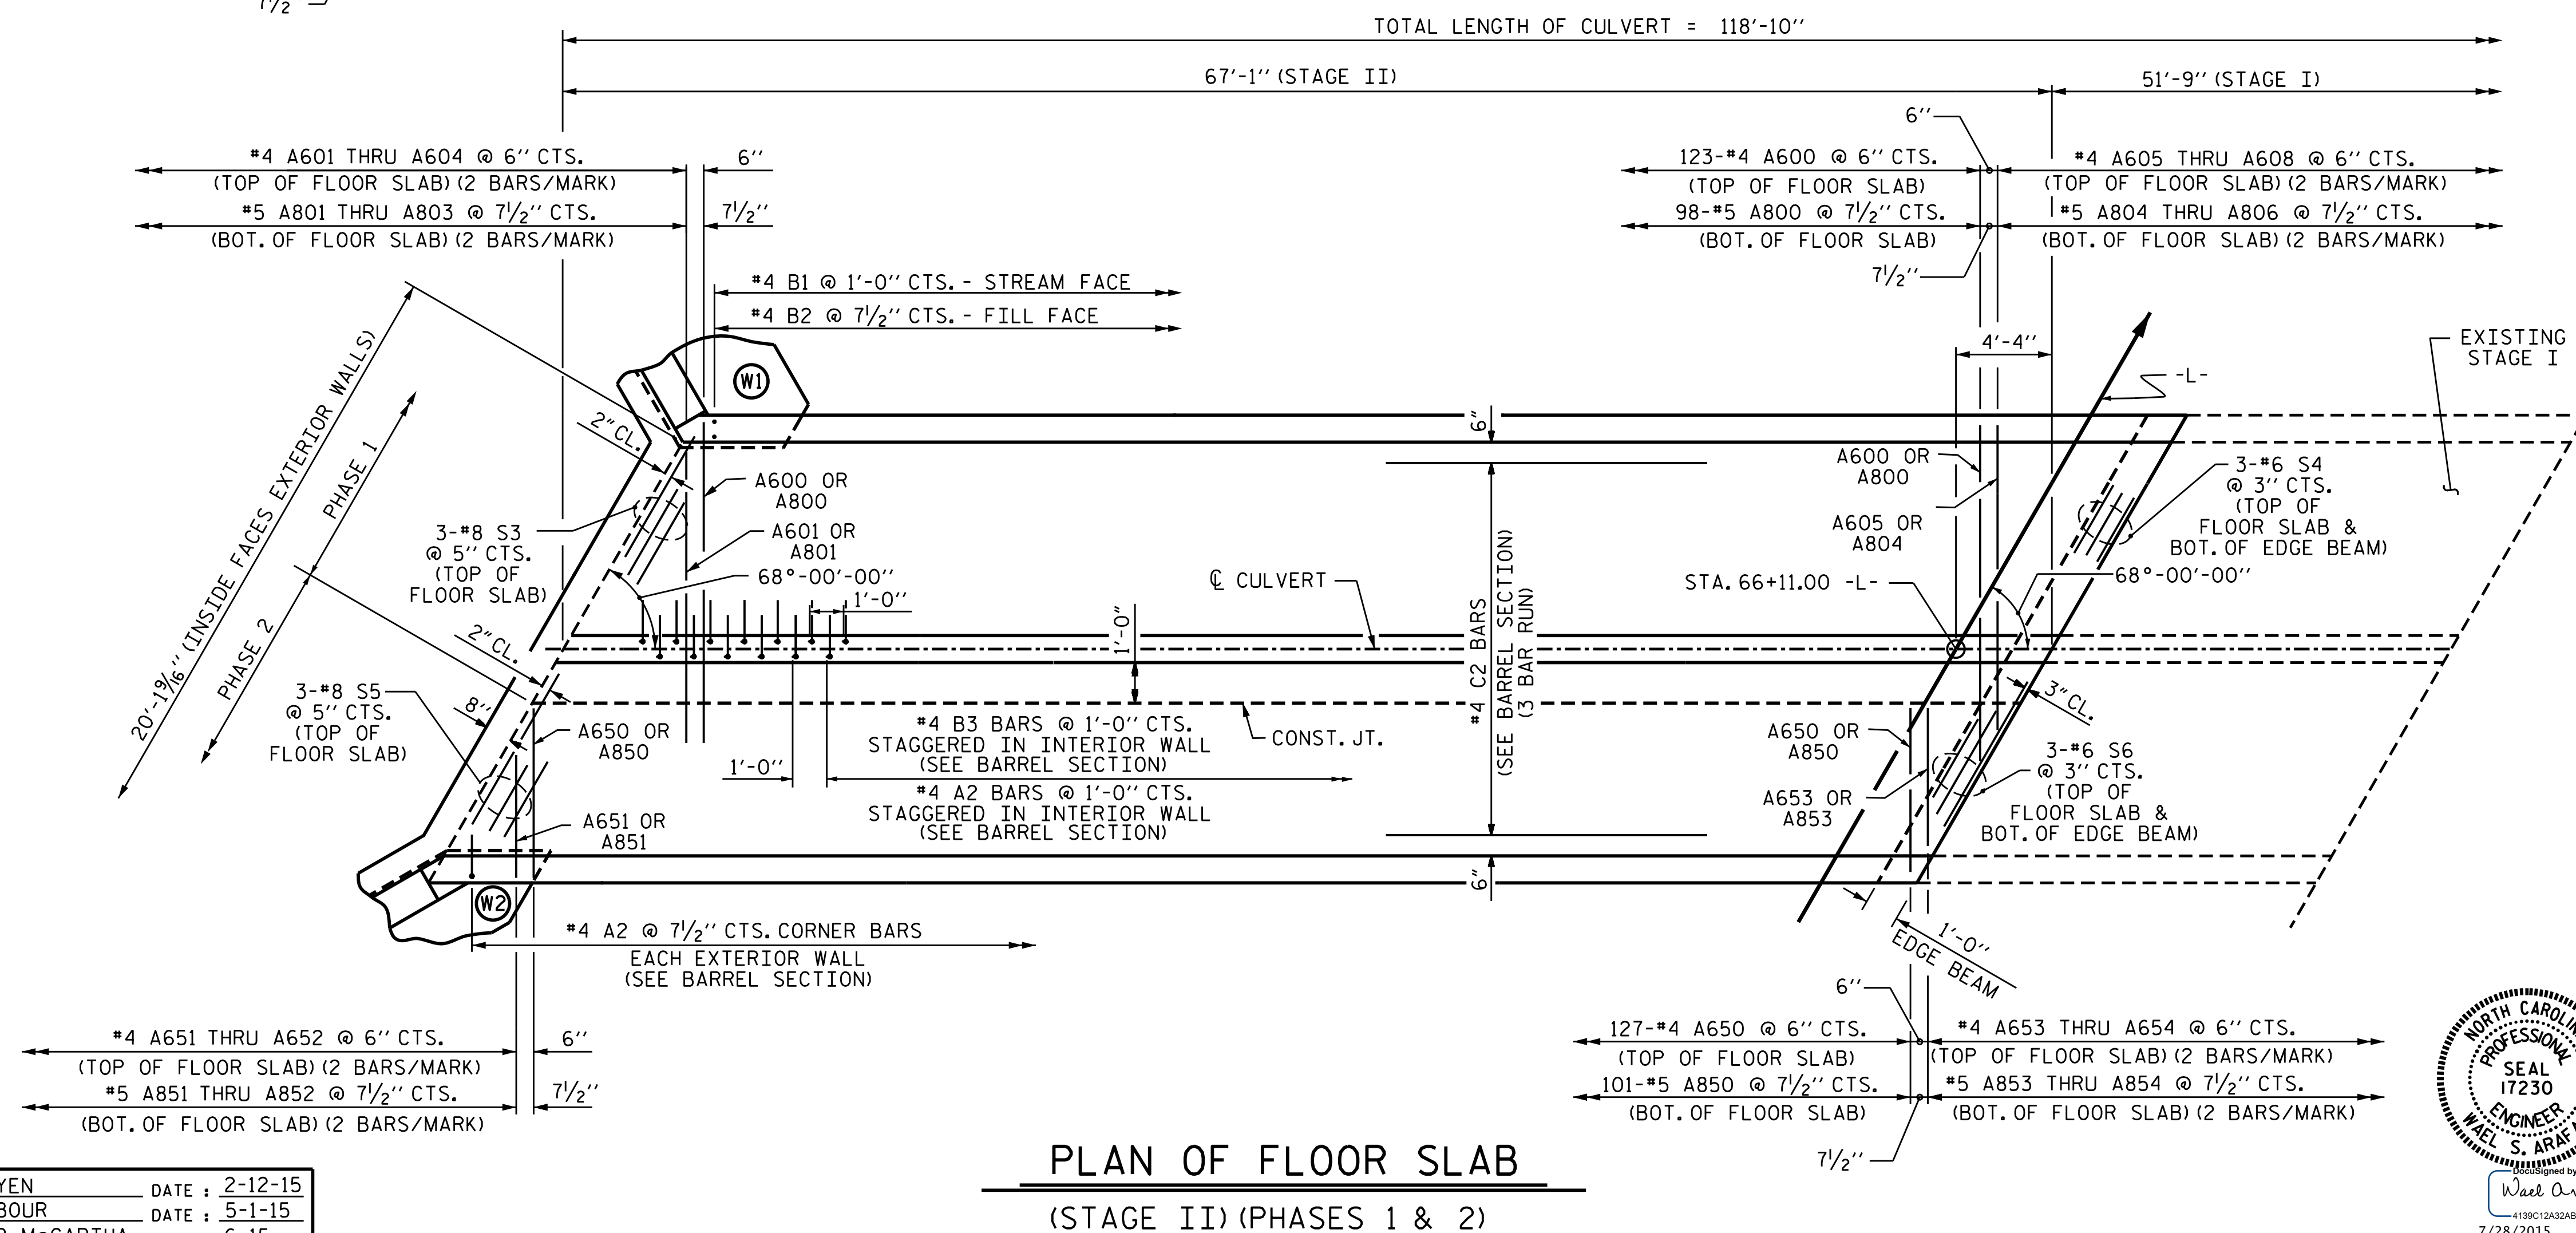 7½
TOTAL LENGTH OF CULVERT = 118'-10''
67'-1'' (STAGE II)
51'-9'' (STAGE I)
#4 A601 THRU A604 @ 6'' CTS.
(TOP OF FLOOR SLAB) (2 BARS/MARK)
6''
#5 A801 THRU A803 @ 7½'' CTS.
(BOT. OF FLOOR SLAB) (2 BARS/MARK)
7½''
6''
123-#4 A600 @ 6'' CTS.
(TOP OF FLOOR SLAB)
98-#5 A800 @ 7½'' CTS.
(BOT. OF FLOOR SLAB)
7½''
#4 A605 THRU A608 @ 6'' CTS.
(TOP OF FLOOR SLAB) (2 BARS/MARK)
#5 A804 THRU A806 @ 7½'' CTS.
(BOT. OF FLOOR SLAB) (2 BARS/MARK)
#4 B1 @ 1'-0'' CTS. - STREAM FACE
#4 B2 @ 7½'' CTS. - FILL FACE
4'-4''
EXISTING
STAGE I
-L-
W1
20'-1 9/16'' (INSIDE FACES EXTERIOR WALLS)
PHASE 1
PHASE 2
2'' CL.
6''
A600 OR
A800
A601 OR
A801
3-#8 S3
@ 5'' CTS.
(TOP OF
FLOOR SLAB)
68°-00'-00''
1'-0''
℄ CULVERT
1'-0''
#4 C2 BARS
(SEE BARREL SECTION)
(3 BAR RUN)
A600 OR
A800
A605 OR
A804
STA. 66+11.00 -L-
3-#6 S4
@ 3'' CTS.
(TOP OF
FLOOR SLAB &
BOT. OF EDGE BEAM)
68°-00'-00''
2'' CL.
3-#8 S5
@ 5'' CTS.
(TOP OF
FLOOR SLAB)
8''
A650 OR
A850
A651 OR
A851
#4 B3 BARS @ 1'-0'' CTS.
STAGGERED IN INTERIOR WALL
(SEE BARREL SECTION)
1'-0''
#4 A2 BARS @ 1'-0'' CTS.
STAGGERED IN INTERIOR WALL
(SEE BARREL SECTION)
CONST. JT.
A650 OR
A850
A653 OR
A853
3'' CL.
3-#6 S6
@ 3'' CTS.
(TOP OF
FLOOR SLAB &
BOT. OF EDGE BEAM)
6''
W2
#4 A2 @ 7½'' CTS. CORNER BARS
EACH EXTERIOR WALL
(SEE BARREL SECTION)
1'-0''
EDGE BEAM
#4 A651 THRU A652 @ 6'' CTS.
(TOP OF FLOOR SLAB) (2 BARS/MARK)
6''
#5 A851 THRU A852 @ 7½'' CTS.
(BOT. OF FLOOR SLAB) (2 BARS/MARK)
7½''
6''
127-#4 A650 @ 6'' CTS.
(TOP OF FLOOR SLAB)
101-#5 A850 @ 7½'' CTS.
(BOT. OF FLOOR SLAB)
7½''
#4 A653 THRU A654 @ 6'' CTS.
(TOP OF FLOOR SLAB) (2 BARS/MARK)
#5 A853 THRU A854 @ 7½'' CTS.
(BOT. OF FLOOR SLAB) (2 BARS/MARK)
PLAN OF FLOOR SLAB
(STAGE II) (PHASES 1 & 2)
YEN DATE : 2-12-15
BOUR DATE : 5-1-15
NORTH CAROLIN
PROFESSIONAL
SEAL
17230
ENGINEER
WAEL S. ARAF
DocuSigned by
Wael
4139C12A32AB
7/28/2015